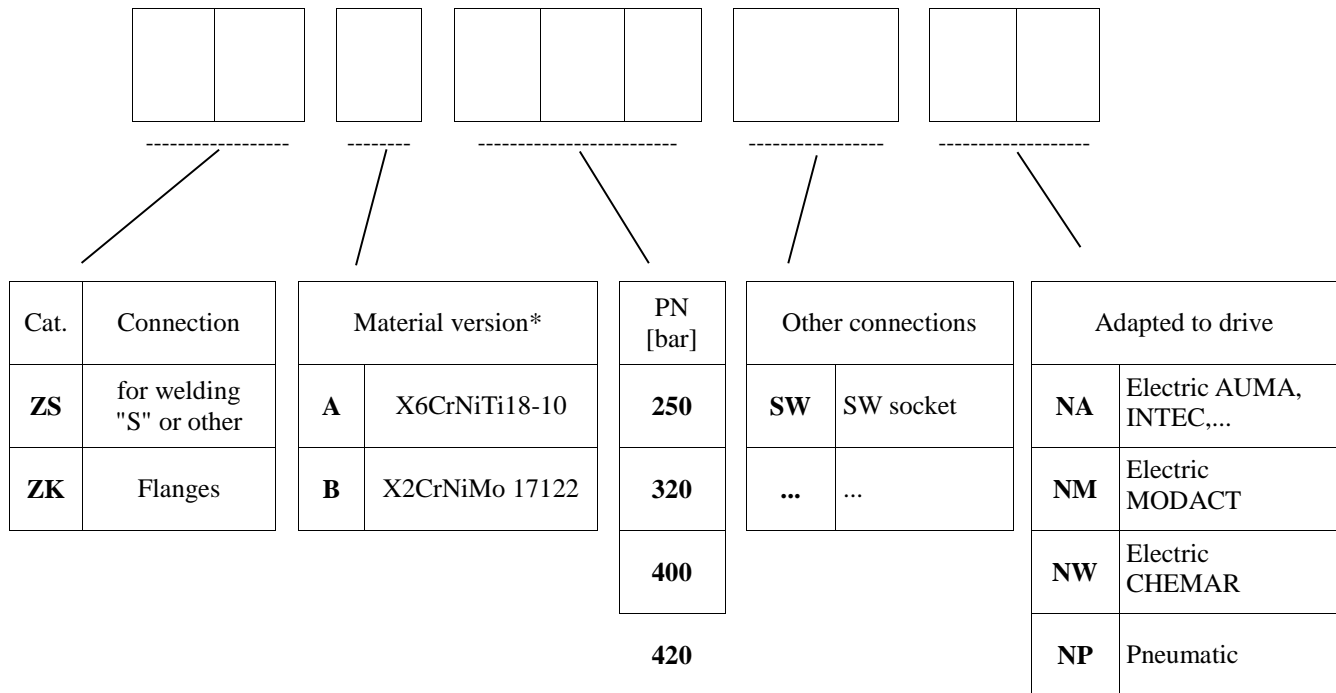 Cat.
Connection
Material version*
PN
[bar]
Other connections
Adapted to drive
ZS
for welding
"S" or other
A
X6CrNiTi18-10
250
SW
SW socket
NA
Electric AUMA,
INTEC,...
ZK
Flanges
B
X2CrNiMo 17122
320
...
...
NM
Electric
MODACT
400
NW
Electric
CHEMAR
420
NP
Pneumatic